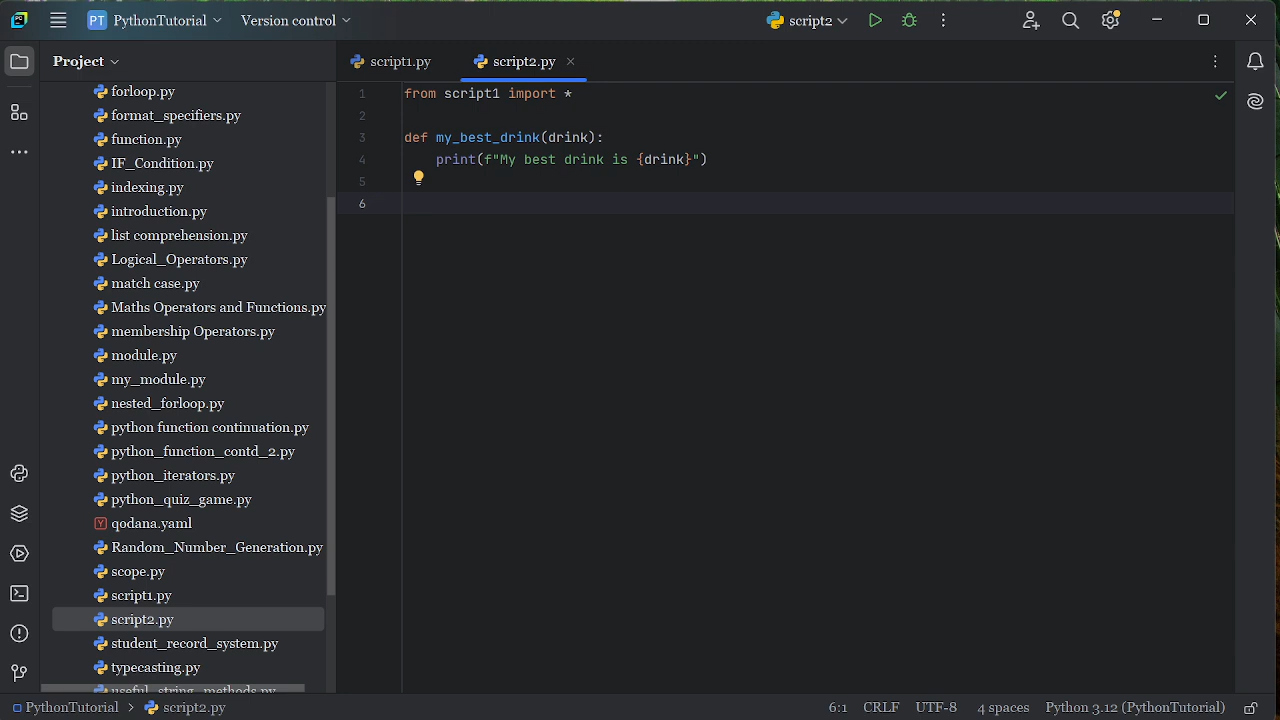 PT PythonTutorial Version control script2
Project
script1.py script2.py
forloop.py
format_specifiers.py
function.py
IF_Condition.py
indexing.py
introduction.py
list comprehension.py
Logical_Operators.py
match case.py
Maths Operators and Functions.py
membership Operators.py
module.py
my_module.py
nested_forloop.py
python function continuation.py
python_function_contd_2.py
python_iterators.py
python_quiz_game.py
qodana.yaml
Random_Number_Generation.py
scope.py
script1.py
script2.py
student_record_system.py
typecasting.py
useful_string_methods.py
1 from script1 import *
2
3 def my_best_drink(drink):
4 print(f"My best drink is {drink}")
5
6
PythonTutorial > script2.py 6:1 CRLF UTF-8 4 spaces Python 3.12 (PythonTutorial)